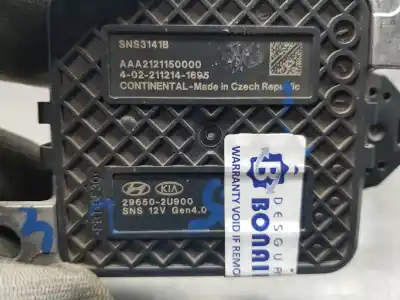 SNS3141B
AAA2121150000
4-02-211214-1695
CONTINENTAL-Made in Czech Republic
KIA
29650-2U900
SNS 12V Gen4.0
B
DESGUA
BONA
WARRANTY VOID IF REMO